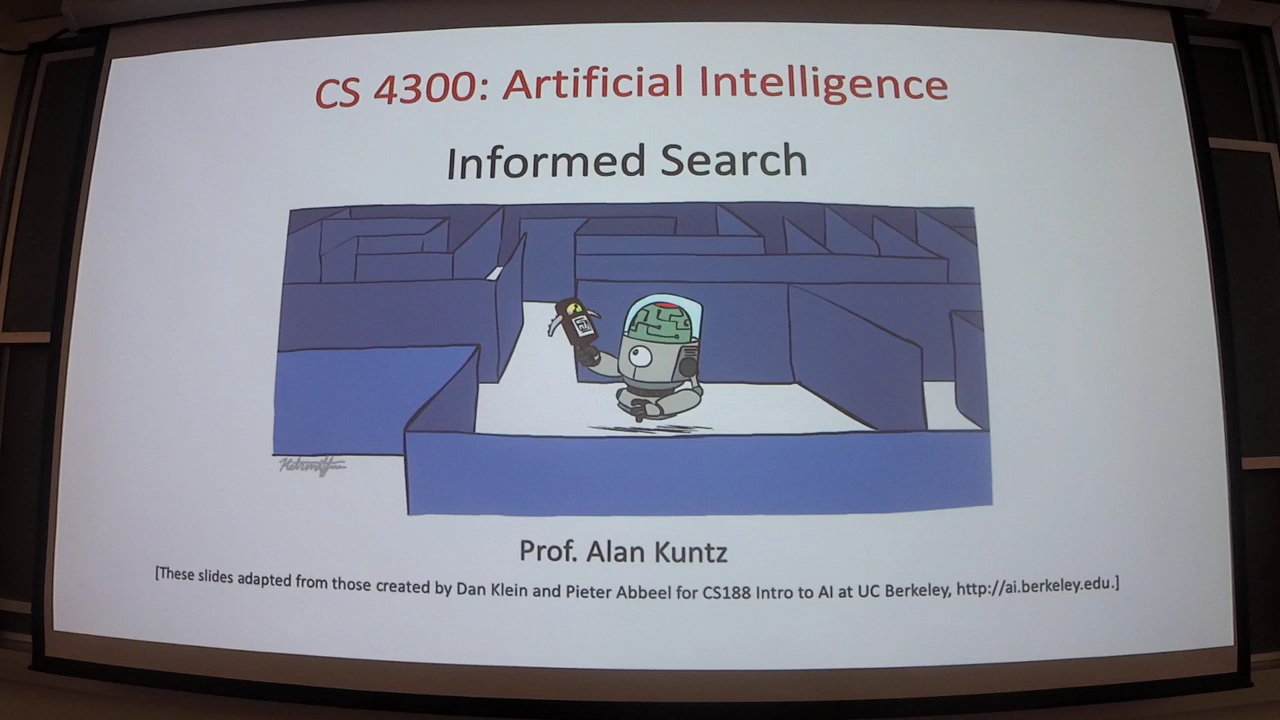 CS 4300: Artificial Intelligence
Informed Search
Prof. Alan Kuntz
[These slides adapted from those created by Dan Klein and Pieter Abbeel for CS188 Intro to AI at UC Berkeley, http://ai.berkeley.edu.]